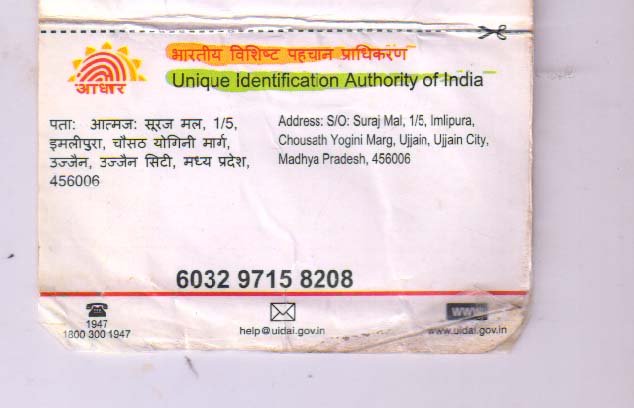 भारतीय विशिष्ट पहचान प्राधिकरण
Unique Identification Authority of India
आधार
पता: आत्मज: सूरज मल, 1/5,
इमलीपुरा, चौसठ योगिनी मार्ग,
उज्जैन, उज्जैन सिटी, मध्य प्रदेश,
456006
Address: S/O: Suraj Mal, 1/5, Imlipura,
Chousath Yogini Marg, Ujjain, Ujjain City,
Madhya Pradesh, 456006
6032 9715 8208
1947
1800 300 1947
help@uidai.gov.in
www
www.uidai.gov.in